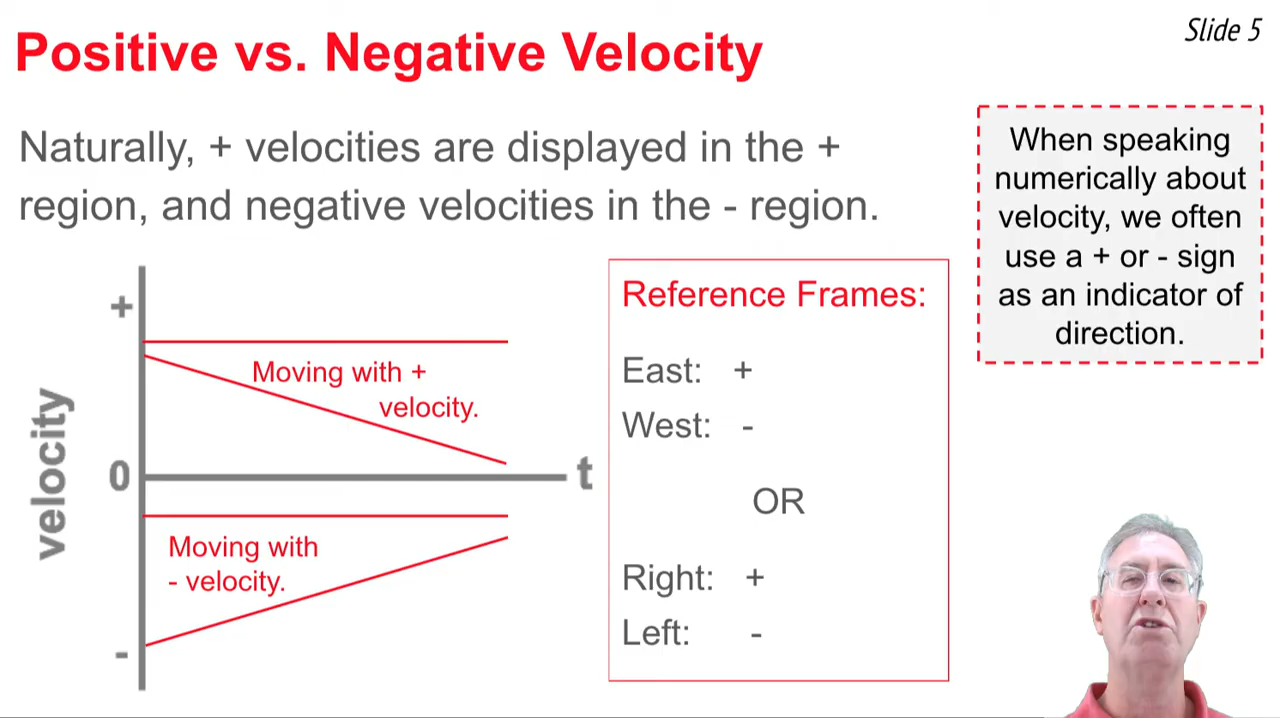 Slide 5
Positive vs. Negative Velocity
Naturally, + velocities are displayed in the +
region, and negative velocities in the - region.
When speaking
numerically about
velocity, we often
use a + or - sign
as an indicator of
direction.
velocity
+
0
-
t
Moving with +
velocity.
Moving with
- velocity.
Reference Frames:
East: +
West: -
OR
Right: +
Left: -